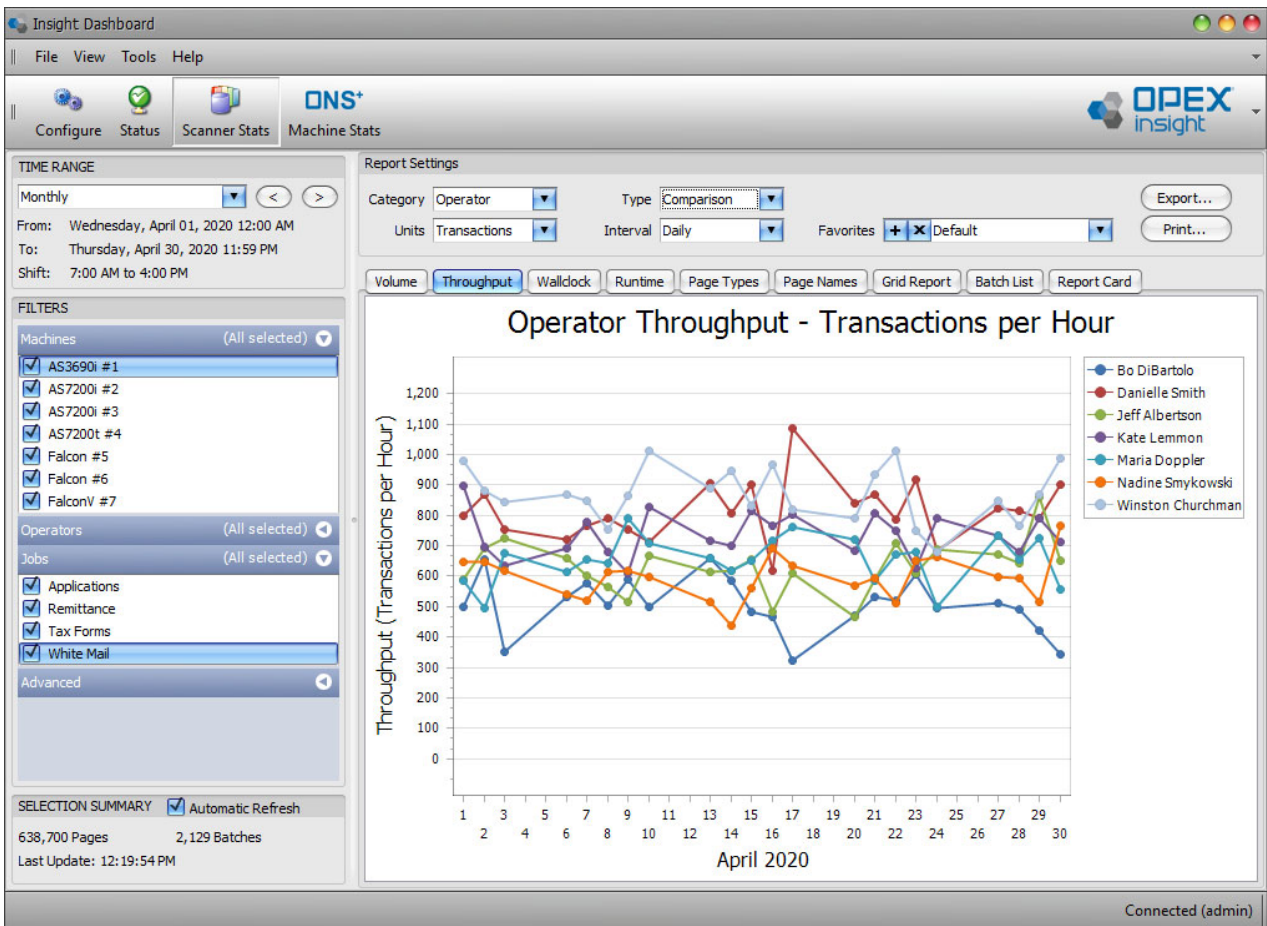 Insight Dashboard
File View Tools Help
Configure Status Scanner Stats ONS+ Machine Stats
OPEX insight
TIME RANGE
Monthly < >
From: Wednesday, April 01, 2020 12:00 AM
To: Thursday, April 30, 2020 11:59 PM
Shift: 7:00 AM to 4:00 PM
FILTERS
Machines (All selected)
AS3690i #1
AS7200i #2
AS7200i #3
AS7200t #4
Falcon #5
Falcon #6
FalconV #7
Operators (All selected)
Jobs (All selected)
Applications
Remittance
Tax Forms
White Mail
Advanced
SELECTION SUMMARY Automatic Refresh
638,700 Pages 2,129 Batches
Last Update: 12:19:54 PM
Report Settings
Category Operator Type Comparison Export...
Units Transactions Interval Daily Favorites Default Print...
Volume Throughput Wallclock Runtime Page Types Page Names Grid Report Batch List Report Card
Operator Throughput - Transactions per Hour
Throughput (Transactions per Hour)
1,200
1,100
1,000
900
800
700
600
500
400
300
200
100
0
1 3 5 7 9 11 13 15 17 19 21 23 25 27 29
2 4 6 8 10 12 14 16 18 20 22 24 26 28 30
April 2020
Bo DiBartolo
Danielle Smith
Jeff Albertson
Kate Lemmon
Maria Doppler
Nadine Smykowski
Winston Churchman
Connected (admin)